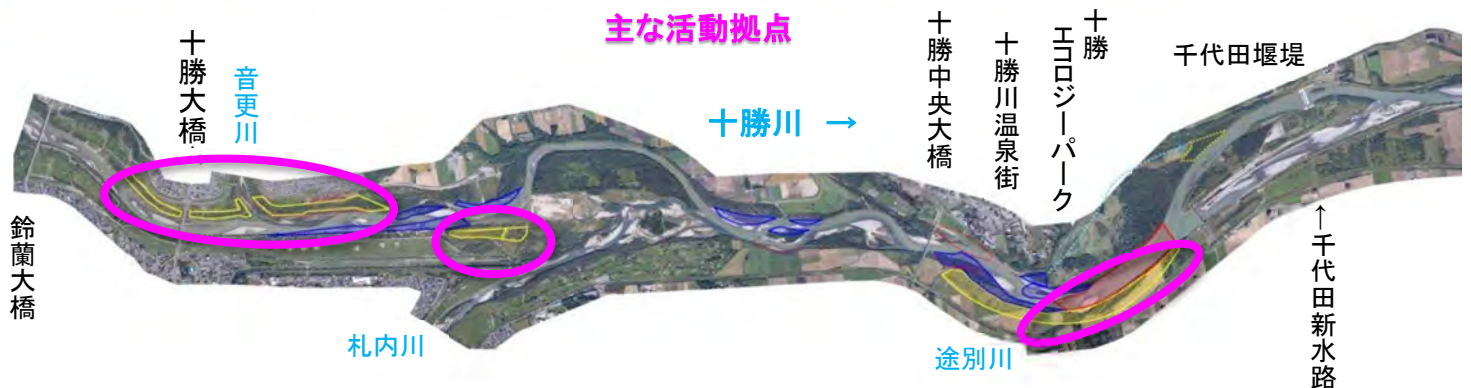 主な活動拠点
鈴蘭大橋
十勝大橋
音更川
札内川
十勝川 →
十勝中央大橋
十勝川温泉街
十勝
エコロジーパーク
途別川
千代田堰堤
←千代田新水路